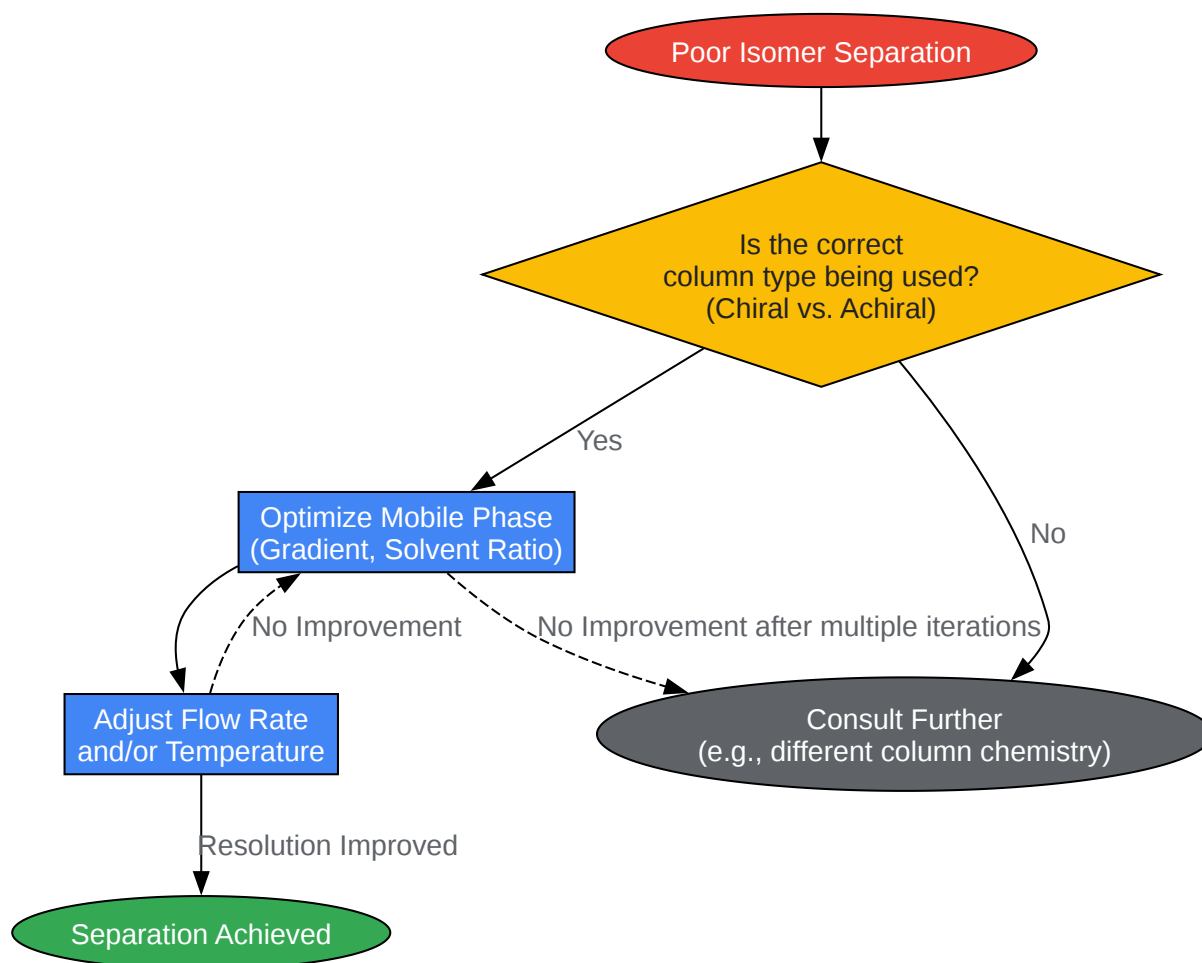 Poor Isomer Separation
Is the correct
column type being used?
(Chiral vs. Achiral)
Yes
No
Optimize Mobile Phase
(Gradient, Solvent Ratio)
No Improvement
No Improvement after multiple iterations
Adjust Flow Rate
and/or Temperature
Consult Further
(e.g., different column chemistry)
Resolution Improved
Separation Achieved